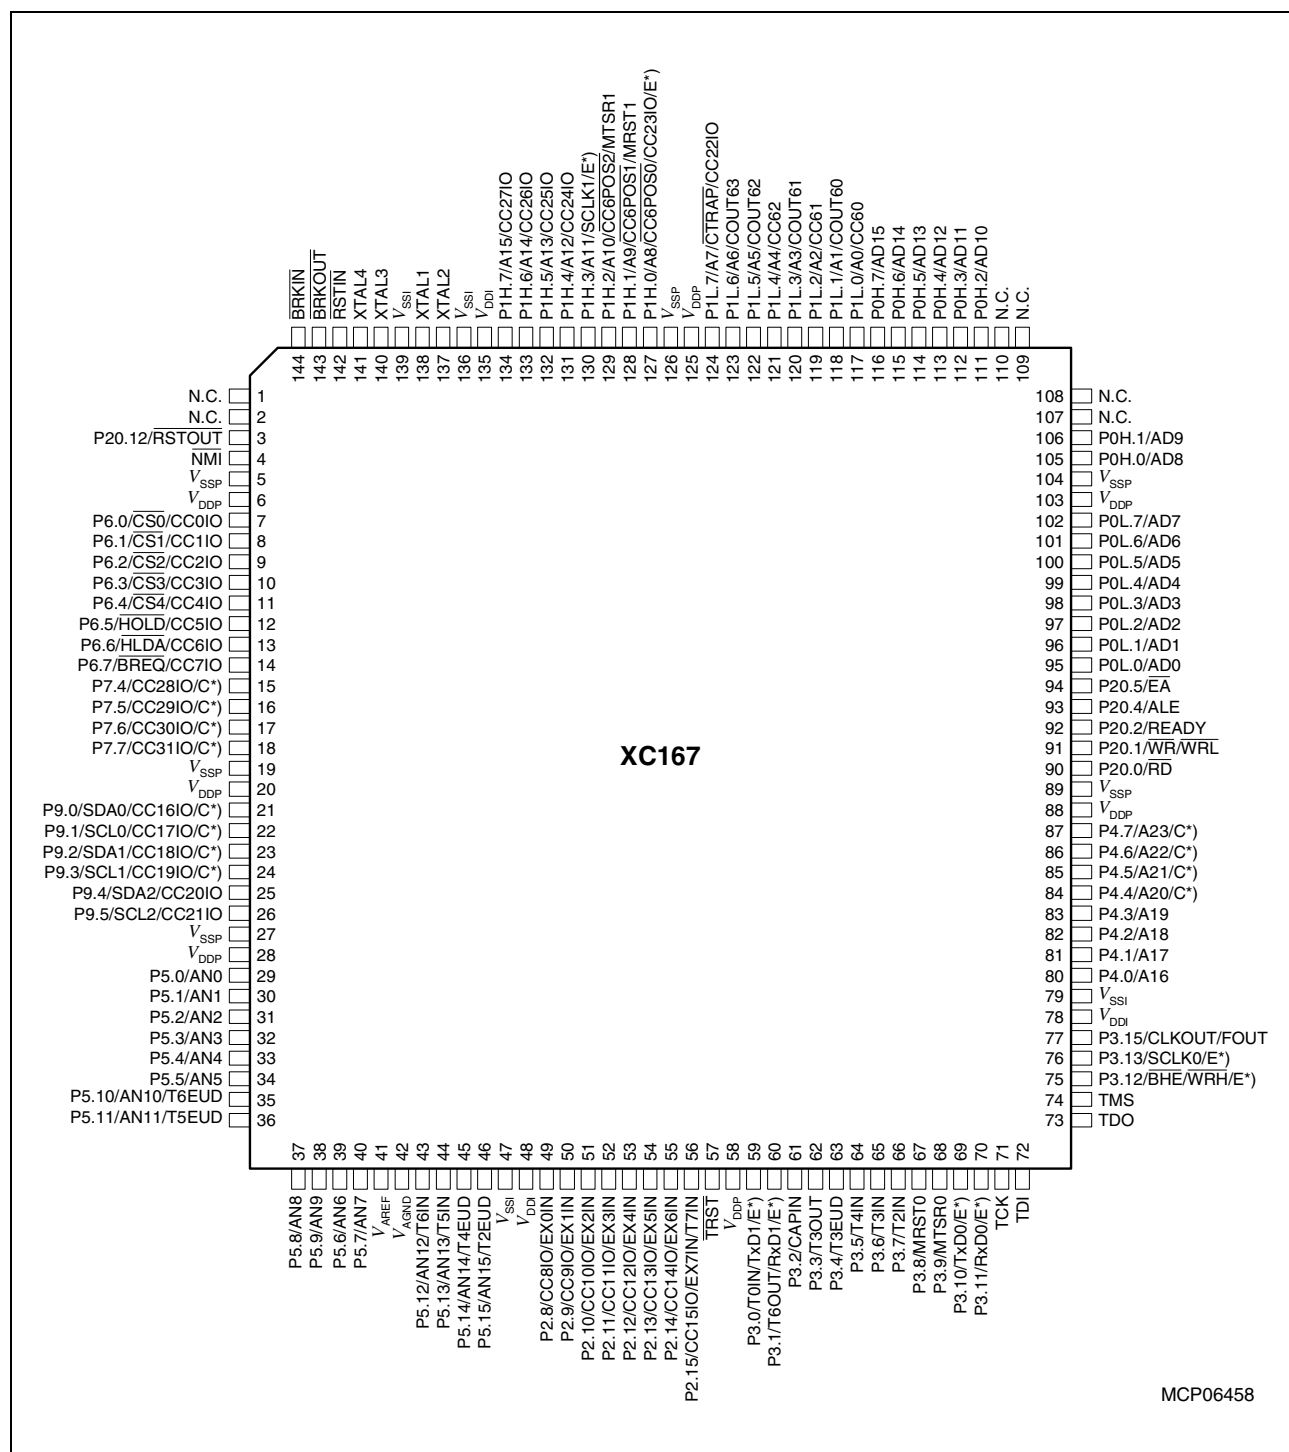 144 BRKIN
143 BRKOUT
142 RSTIN
141 XTAL4
140 XTAL3
139 VSSI
138 XTAL1
137 XTAL2
136 VSSI
135 VDDI
134 P1H.7/A15/CC27IO
133 P1H.6/A14/CC26IO
132 P1H.5/A13/CC25IO
131 P1H.4/A12/CC24IO
130 P1H.3/A11/SCLK1/E*)
129 P1H.2/A10/CC6POS2/MTSR1
128 P1H.1/A9/CC6POS1/MRST1
127 P1H.0/A8/CC6POS0/CC23IO/E*)
126 VSSP
125 VDDP
124 P1L.7/A7/CTRAP/CC22IO
123 P1L.6/A6/COUT63
122 P1L.5/A5/COUT62
121 P1L.4/A4/CC62
120 P1L.3/A3/COUT61
119 P1L.2/A2/CC61
118 P1L.1/A1/COUT60
117 P1L.0/A0/CC60
116 P0H.7/AD15
115 P0H.6/AD14
114 P0H.5/AD13
113 P0H.4/AD12
112 P0H.3/AD11
111 P0H.2/AD10
110 N.C.
109 N.C.
N.C. 1
N.C. 2
P20.12/RSTOUT 3
NMI 4
VSSP 5
VDDP 6
P6.0/CS0/CC0IO 7
P6.1/CS1/CC1IO 8
P6.2/CS2/CC2IO 9
P6.3/CS3/CC3IO 10
P6.4/CS4/CC4IO 11
P6.5/HOLD/CC5IO 12
P6.6/HLDA/CC6IO 13
P6.7/BREQ/CC7IO 14
P7.4/CC28IO/C*) 15
P7.5/CC29IO/C*) 16
P7.6/CC30IO/C*) 17
P7.7/CC31IO/C*) 18
VSSP 19
VDDP 20
P9.0/SDA0/CC16IO/C*) 21
P9.1/SCL0/CC17IO/C*) 22
P9.2/SDA1/CC18IO/C*) 23
P9.3/SCL1/CC19IO/C*) 24
P9.4/SDA2/CC20IO 25
P9.5/SCL2/CC21IO 26
VSSP 27
VDDP 28
P5.0/AN0 29
P5.1/AN1 30
P5.2/AN2 31
P5.3/AN3 32
P5.4/AN4 33
P5.5/AN5 34
P5.10/AN10/T6EUD 35
P5.11/AN11/T5EUD 36
XC167
108 N.C.
107 N.C.
106 P0H.1/AD9
105 P0H.0/AD8
104 VSSP
103 VDDP
102 P0L.7/AD7
101 P0L.6/AD6
100 P0L.5/AD5
99 P0L.4/AD4
98 P0L.3/AD3
97 P0L.2/AD2
96 P0L.1/AD1
95 P0L.0/AD0
94 P20.5/EA
93 P20.4/ALE
92 P20.2/READY
91 P20.1/WR/WRL
90 P20.0/RD
89 VSSP
88 VDDP
87 P4.7/A23/C*)
86 P4.6/A22/C*)
85 P4.5/A21/C*)
84 P4.4/A20/C*)
83 P4.3/A19
82 P4.2/A18
81 P4.1/A17
80 P4.0/A16
79 VSSI
78 VDDI
77 P3.15/CLKOUT/FOUT
76 P3.13/SCLK0/E*)
75 P3.12/BHE/WRH/E*)
74 TMS
73 TDO
P5.8/AN8 37
P5.9/AN9 38
P5.6/AN6 39
P5.7/AN7 40
VAREF 41
VAGND 42
P5.12/AN12/T6IN 43
P5.13/AN13/T5IN 44
P5.14/AN14/T4EUD 45
P5.15/AN15/T2EUD 46
VSSI 47
VDDI 48
P2.8/CC8IO/EX0IN 49
P2.9/CC9IO/EX1IN 50
P2.10/CC10IO/EX2IN 51
P2.11/CC11IO/EX3IN 52
P2.12/CC12IO/EX4IN 53
P2.13/CC13IO/EX5IN 54
P2.14/CC14IO/EX6IN 55
P2.15/CC15IO/EX7IN/T7IN 56
TRST 57
VDDP 58
P3.0/T0IN/TxD1/E*) 59
P3.1/T6OUT/RxD1/E*) 60
P3.2/CAPIN 61
P3.3/T3OUT 62
P3.4/T3EUD 63
P3.5/T4IN 64
P3.6/T3IN 65
P3.7/T2IN 66
P3.8/MRST0 67
P3.9/MTSR0 68
P3.10/TxD0/E*) 69
P3.11/RxD0/E*) 70
TCK 71
TDI 72
MCP06458